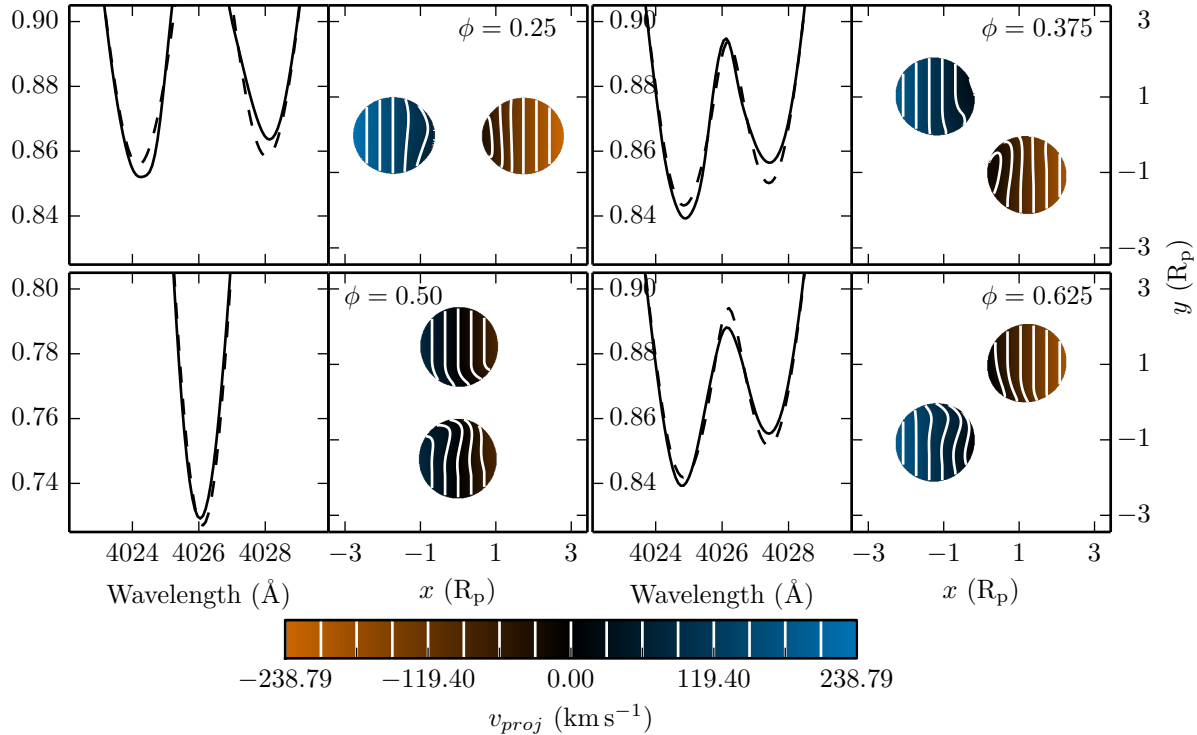 0.90
0.88
0.86
0.84
ϕ = 0.25
0.90
0.88
0.86
0.84
ϕ = 0.375
3
1
−1
−3
0.80
0.78
0.76
0.74
ϕ = 0.50
0.90
0.88
0.86
0.84
ϕ = 0.625
3
1
−1
−3
y (Rp)
4024 4026 4028
−3 −1 1 3
4024 4026 4028
−3 −1 1 3
Wavelength (Å)
x (Rp)
Wavelength (Å)
x (Rp)
−238.79 −119.40 0.00 119.40 238.79
vproj (km s−1)